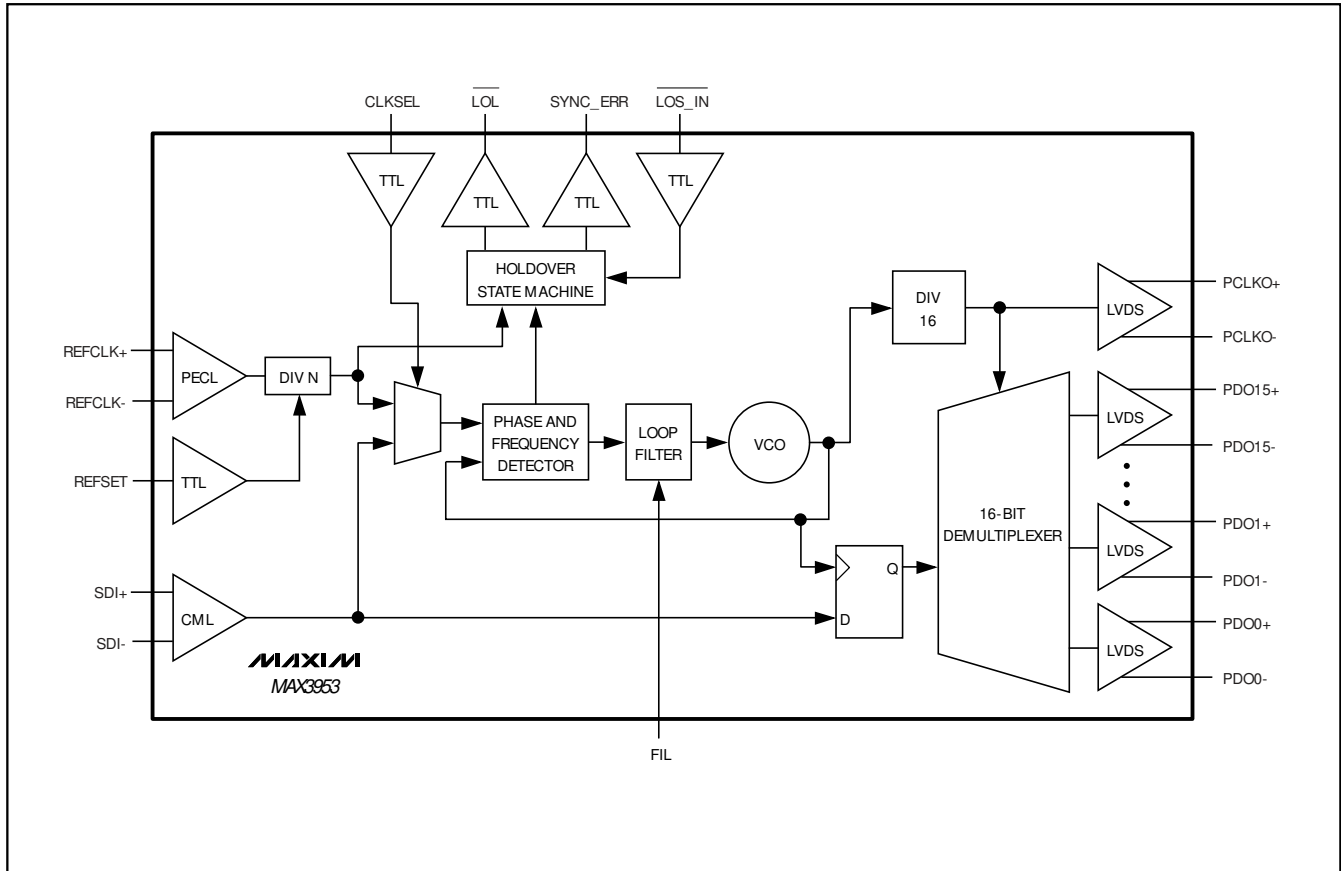 CLKSEL
L̅O̅L̅
SYNC_ERR
L̅O̅S̅_̅I̅N̅
TTL
TTL
TTL
TTL
HOLDOVER
STATE MACHINE
REFCLK+
REFCLK-
PECL
DIV N
REFSET
TTL
PHASE AND
FREQUENCY
DETECTOR
LOOP
FILTER
VCO
DIV
16
LVDS
PCLKO+
PCLKO-
LVDS
PDO15+
PDO15-
16-BIT
DEMULTIPLEXER
LVDS
PDO1+
PDO1-
LVDS
PDO0+
PDO0-
Q
D
SDI+
SDI-
CML
MAXIM
MAX3953
FIL